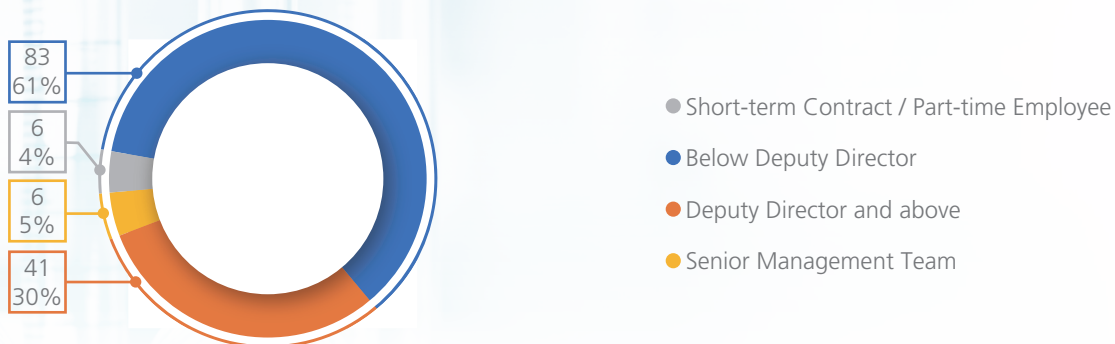 83
61%
6
4%
6
5%
41
30%
Short-term Contract / Part-time Employee
Below Deputy Director
Deputy Director and above
Senior Management Team